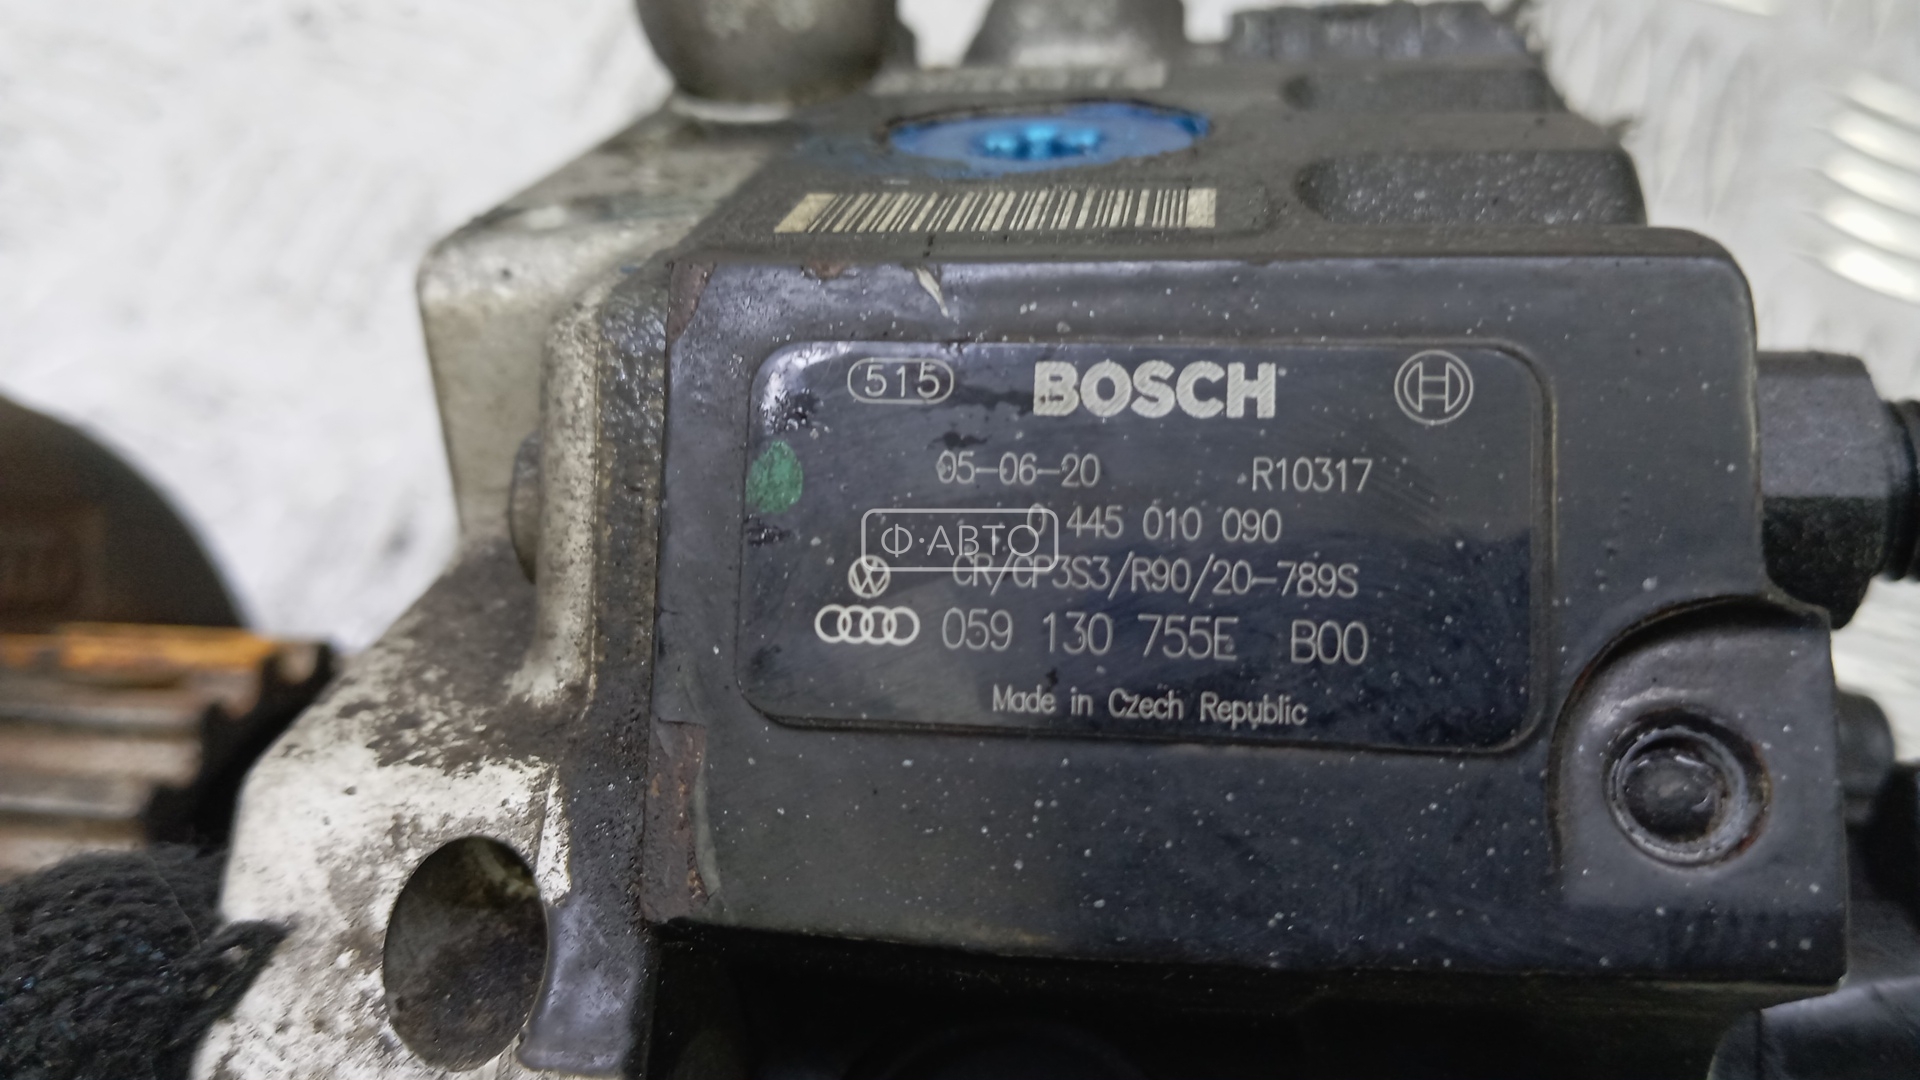 515 BOSCH
05-06-20 R10317
0 445 010 090
Ф·АВТО
CR/CP3S3/R90/20-789S
059 130 755E B00
Made in Czech Republic